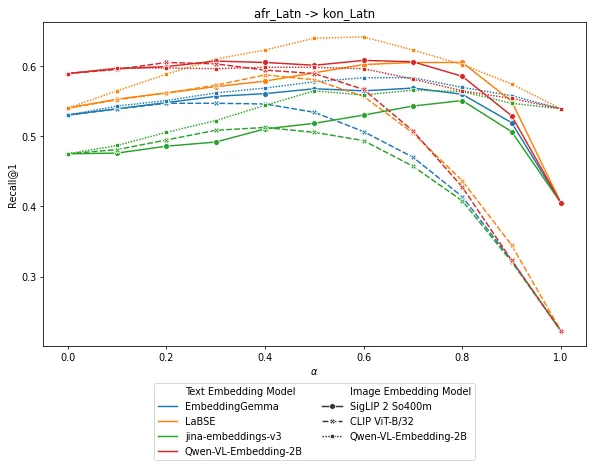 afr_Latn -> kon_Latn
Recall@1
0.6
0.5
0.4
0.3
0.0 0.2 0.4 0.6 0.8 1.0
α
Text Embedding Model Image Embedding Model
EmbeddingGemma SigLIP 2 So400m
LaBSE CLIP ViT-B/32
jina-embeddings-v3 Qwen-VL-Embedding-2B
Qwen-VL-Embedding-2B